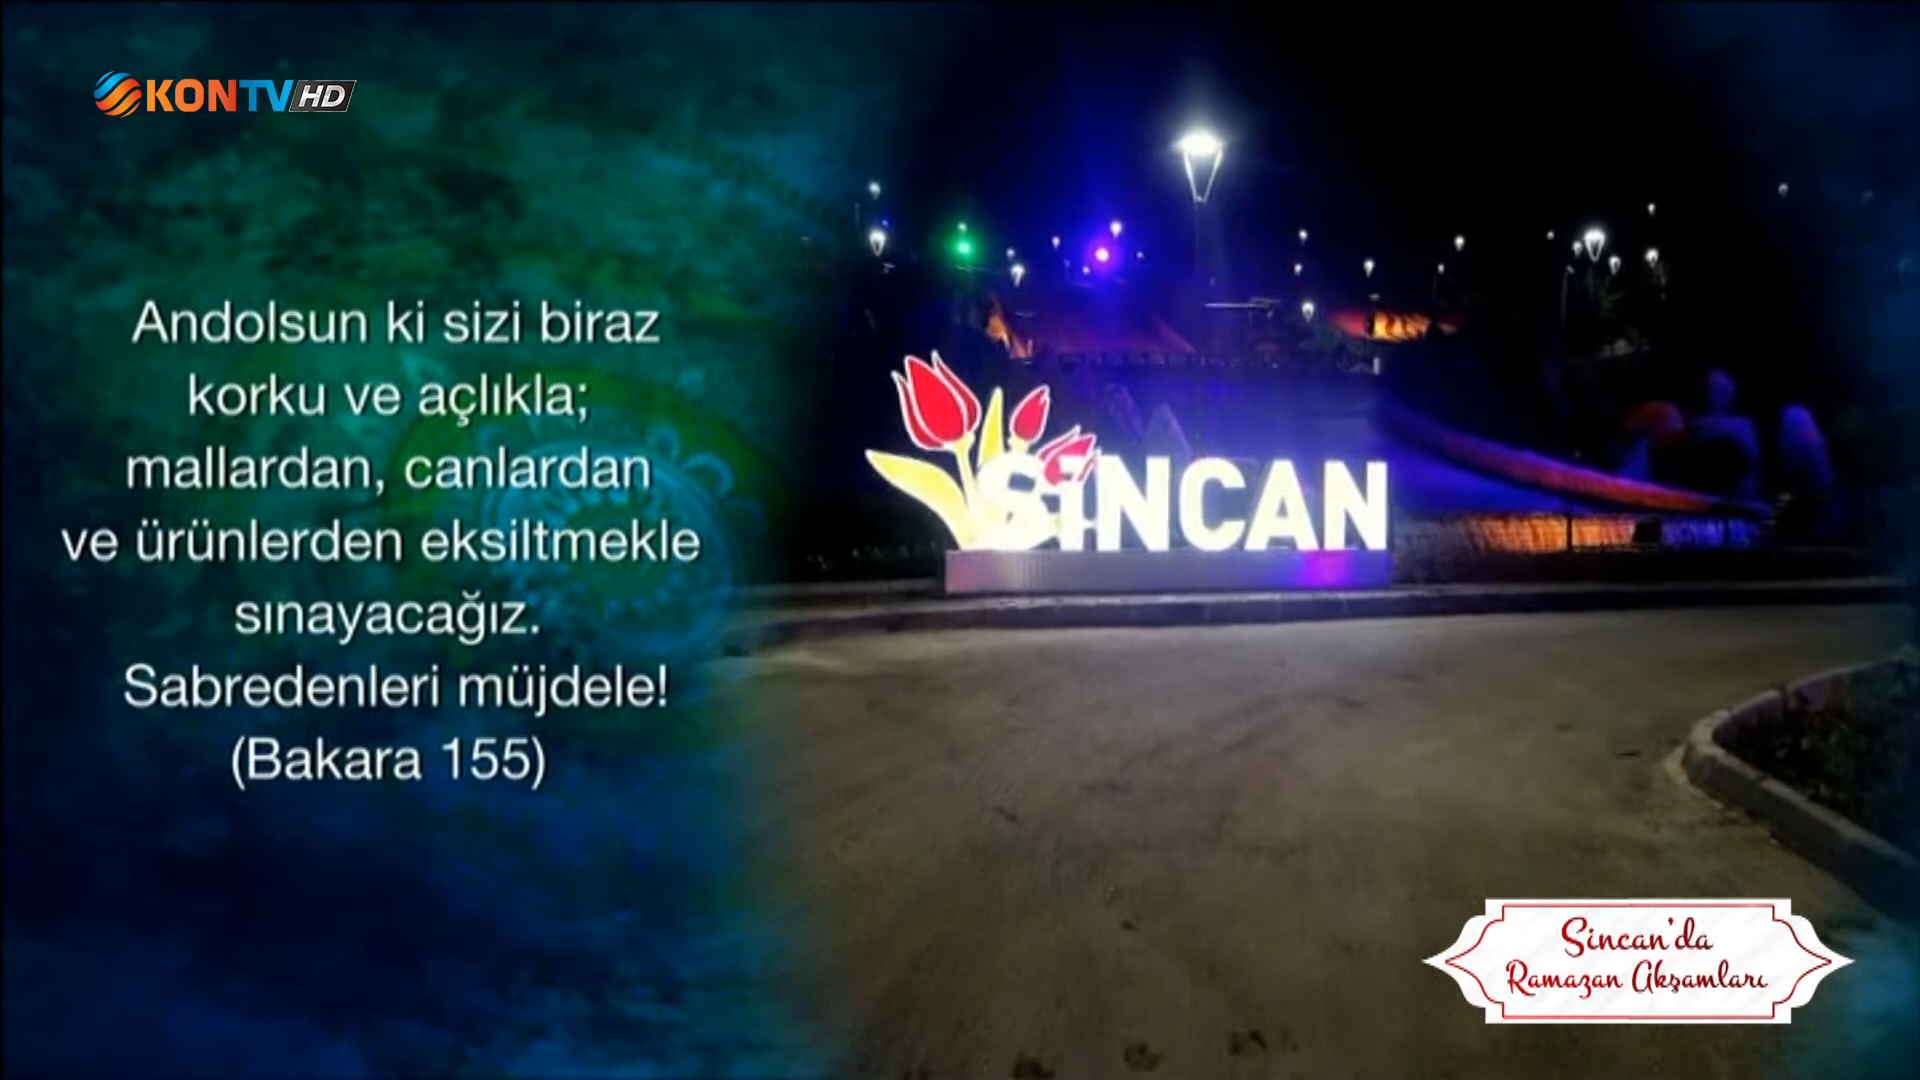 KONTV HD
Andolsun ki sizi biraz
korku ve açlıkla;
mallardan, canlardan
ve ürünlerden eksiltmekle
sınayacağız.
Sabredenleri müjdele!
(Bakara 155)
SİNCAN
Sincan'da
Ramazan Akşamları